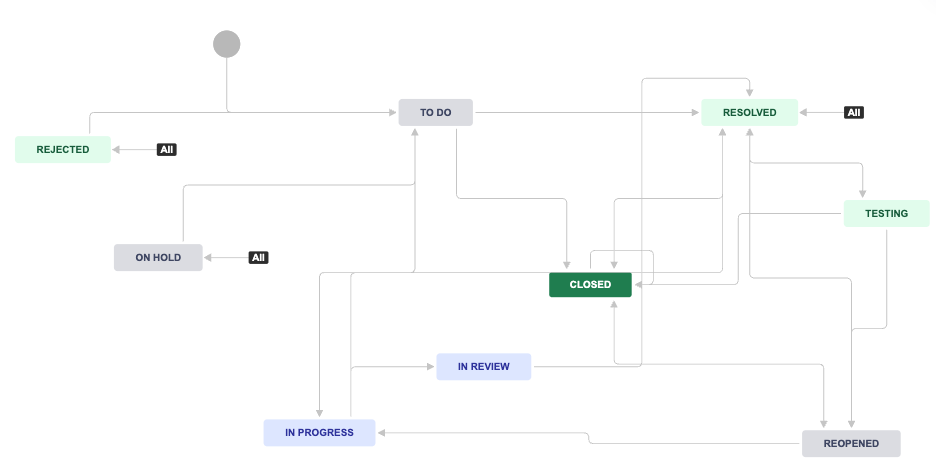 TO DO
RESOLVED
All
REJECTED
All
TESTING
ON HOLD
All
CLOSED
IN REVIEW
IN PROGRESS
REOPENED